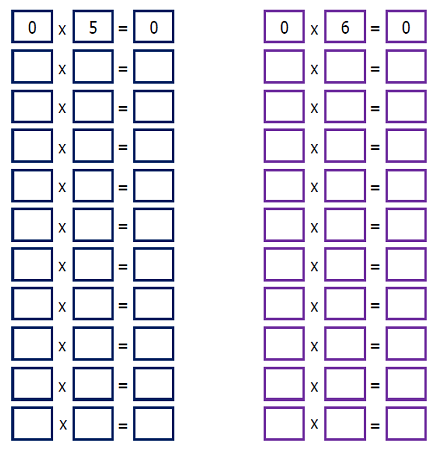 0 x 5 = 0 0 x 6 = 0
x = x =
x = x =
x = x =
x = x =
x = x =
x = x =
x = x =
x = x =
x = x =
x = x =